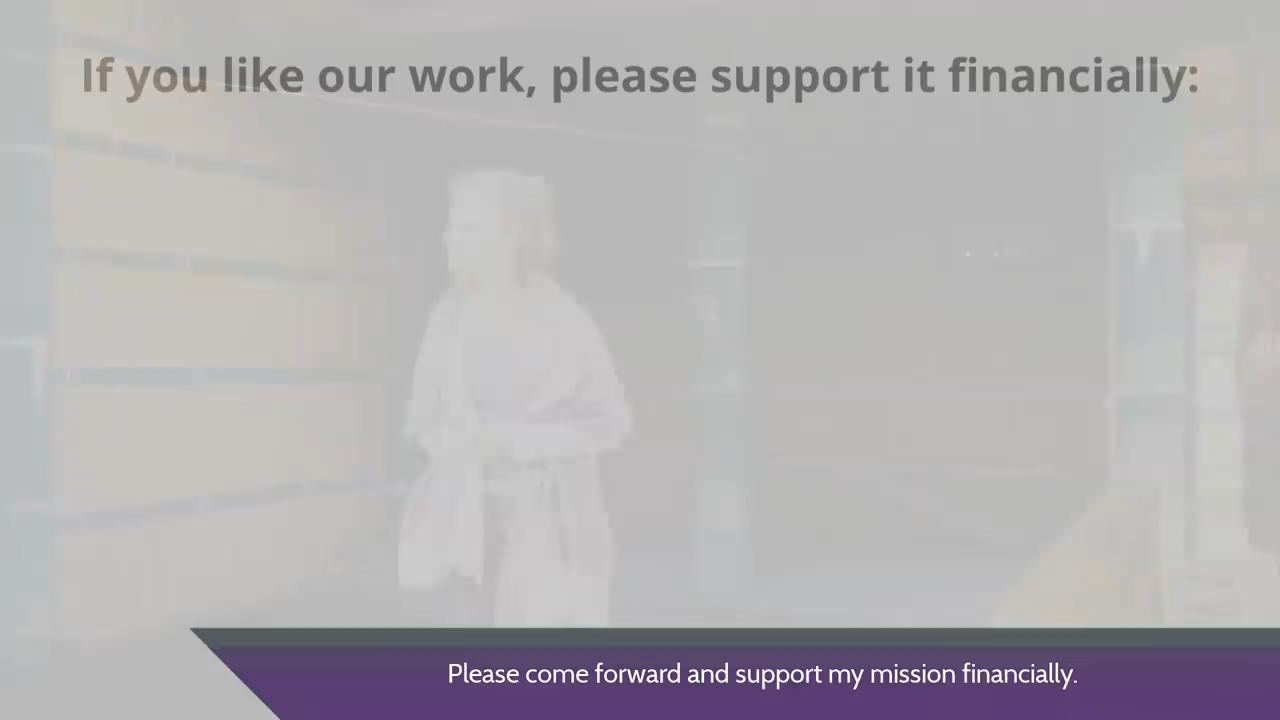 If you like our work, please support it financially:
Please come forward and support my mission financially.